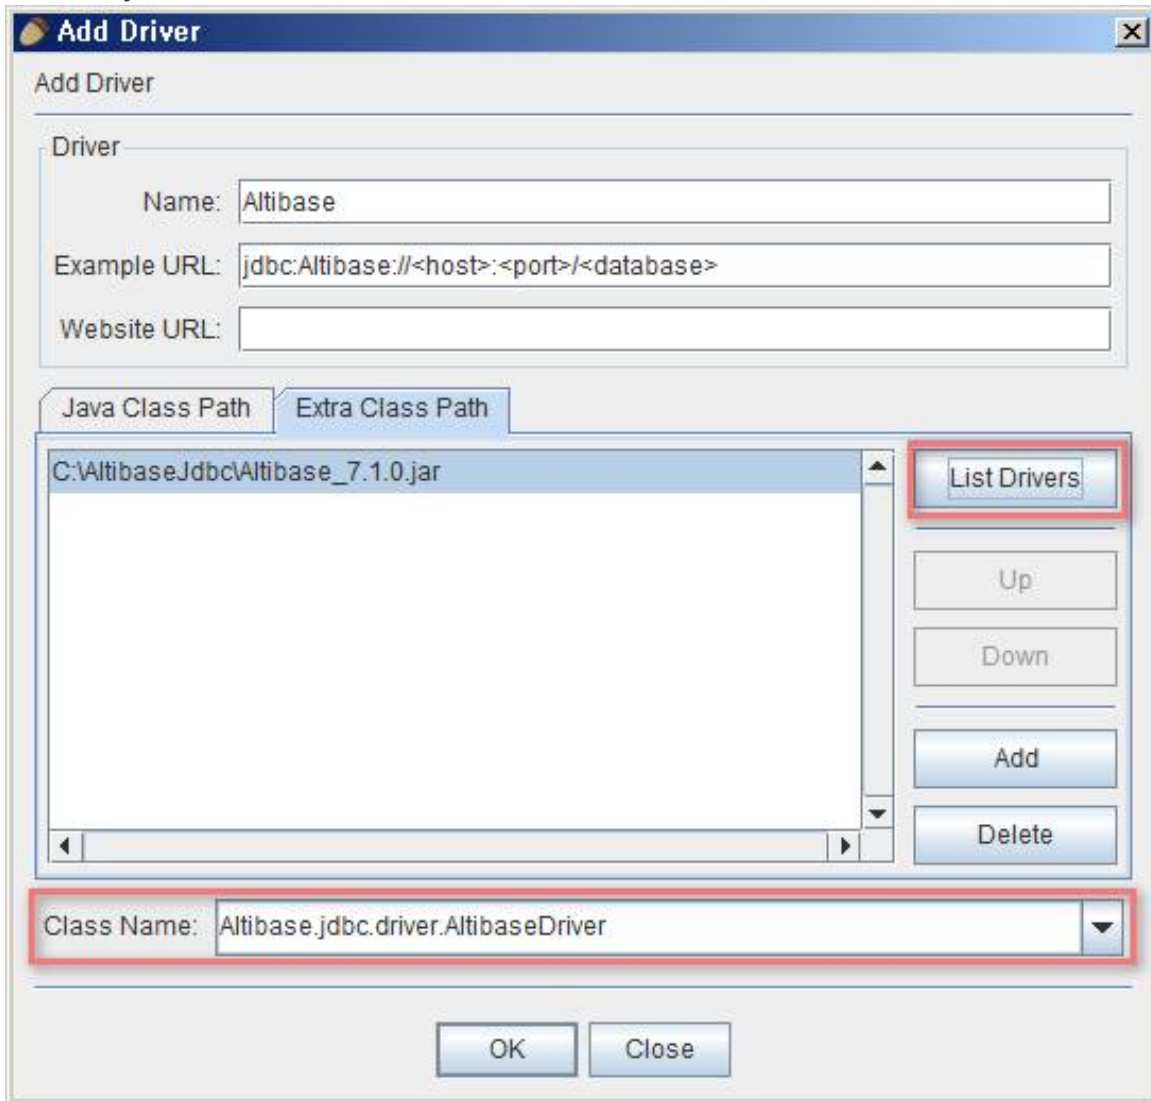 Add Driver
Add Driver
Driver
Name: Altibase
Example URL: jdbc:Altibase://<host>:<port>/<database>
Website URL:
Java Class Path Extra Class Path
C:\AltibaseJdbc\Altibase_7.1.0.jar
List Drivers
Up
Down
Add
Delete
Class Name: Altibase.jdbc.driver.AltibaseDriver
OK Close